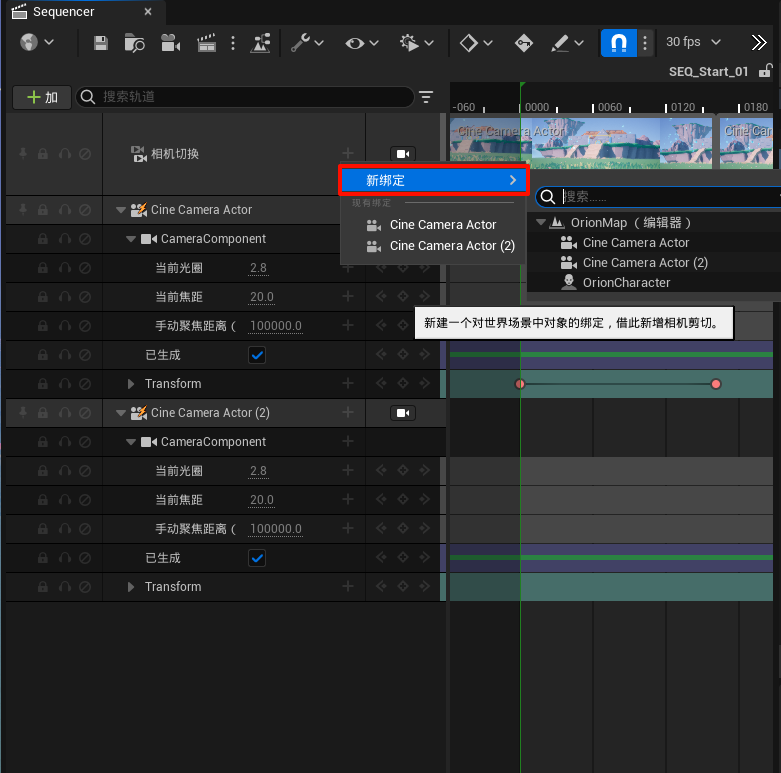 Sequencer
30 fps
SEQ_Start_01
加
搜索轨道
-060
0000
0060
0120
0180
相机切换
Cine Camera Actor
Cine Car
新绑定
现有绑定
Cine Camera Actor
Cine Camera Actor (2)
搜索......
OrionMap （编辑器）
Cine Camera Actor
Cine Camera Actor (2)
OrionCharacter
新建一个对世界场景中对象的绑定，借此新增相机剪切。
Cine Camera Actor
CameraComponent
当前光圈 2.8
当前焦距 20.0
手动聚焦距离 ( 100000.0
已生成
Transform
Cine Camera Actor (2)
CameraComponent
当前光圈 2.8
当前焦距 20.0
手动聚焦距离 ( 100000.0
已生成
Transform